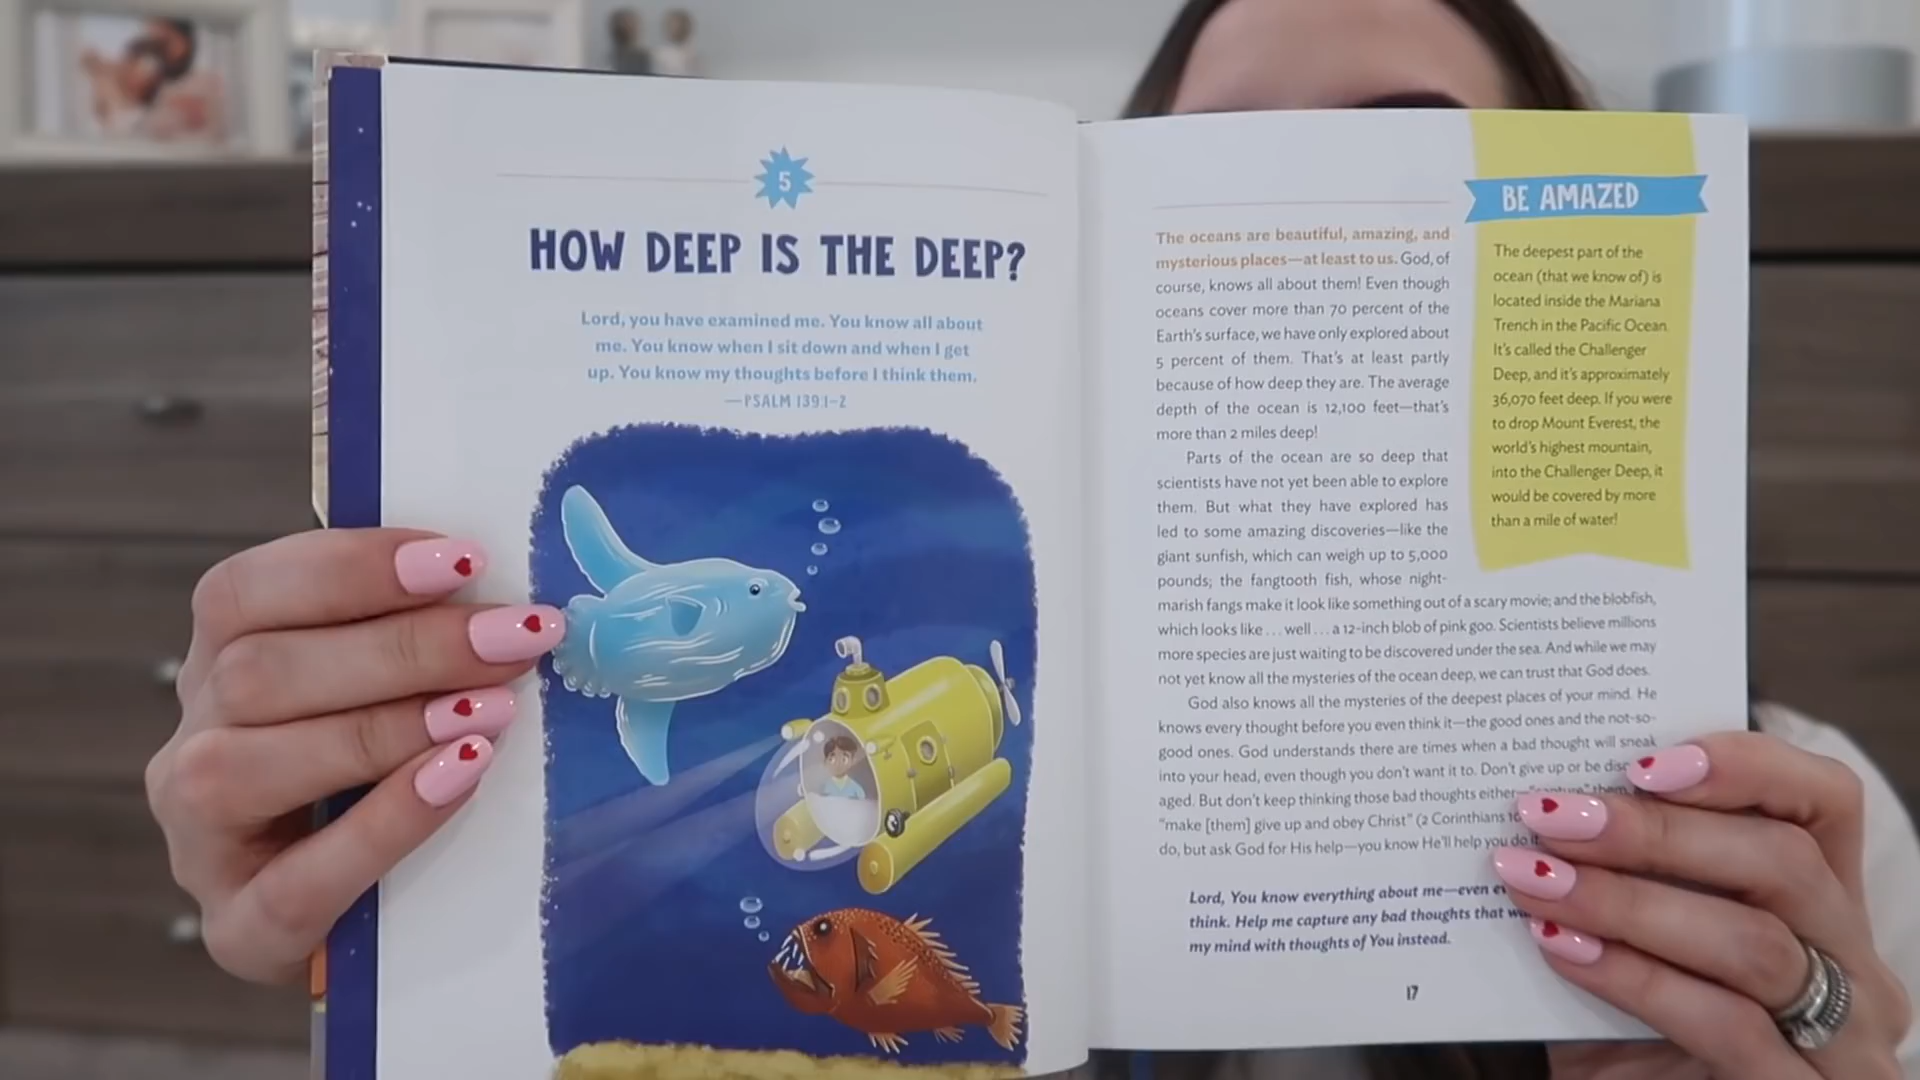 5
HOW DEEP IS THE DEEP?
Lord, you have examined me. You know all about
me. You know when I sit down and when I get
up. You know my thoughts before I think them.
—PSALM 139:1–2
The oceans are beautiful, amazing, and
mysterious places—at least to us. God, of
course, knows all about them! Even though
oceans cover more than 70 percent of the
Earth's surface, we have only explored about
5 percent of them. That's at least partly
because of how deep they are. The average
depth of the ocean is 12,100 feet—that's
more than 2 miles deep!
Parts of the ocean are so deep that
scientists have not yet been able to explore
them. But what they have explored has
led to some amazing discoveries—like the
giant sunfish, which can weigh up to 5,000
pounds; the fangtooth fish, whose night-
marish fangs make it look like something out of a scary movie; and the blobfish,
which looks like . . . well . . . a 12-inch blob of pink goo. Scientists believe millions
more species are just waiting to be discovered under the sea. And while we may
not yet know all the mysteries of the ocean deep, we can trust that God does.
God also knows all the mysteries of the deepest places of your mind. He
knows every thought before you even think it—the good ones and the not-so-
good ones. God understands there are times when a bad thought will sneak
into your head, even though you don't want it to. Don't give up or be disc
aged. But don't keep thinking those bad thoughts either—"capture" them,
"make [them] give up and obey Christ" (2 Corinthians 10
do, but ask God for His help—you know He'll help you do it
Lord, You know everything about me—even
think. Help me capture any bad thoughts that
my mind with thoughts of You instead.
17
BE AMAZED
The deepest part of the
ocean (that we know of) is
located inside the Mariana
Trench in the Pacific Ocean.
It's called the Challenger
Deep, and it's approximately
36,070 feet deep. If you were
to drop Mount Everest, the
world's highest mountain,
into the Challenger Deep, it
would be covered by more
than a mile of water!